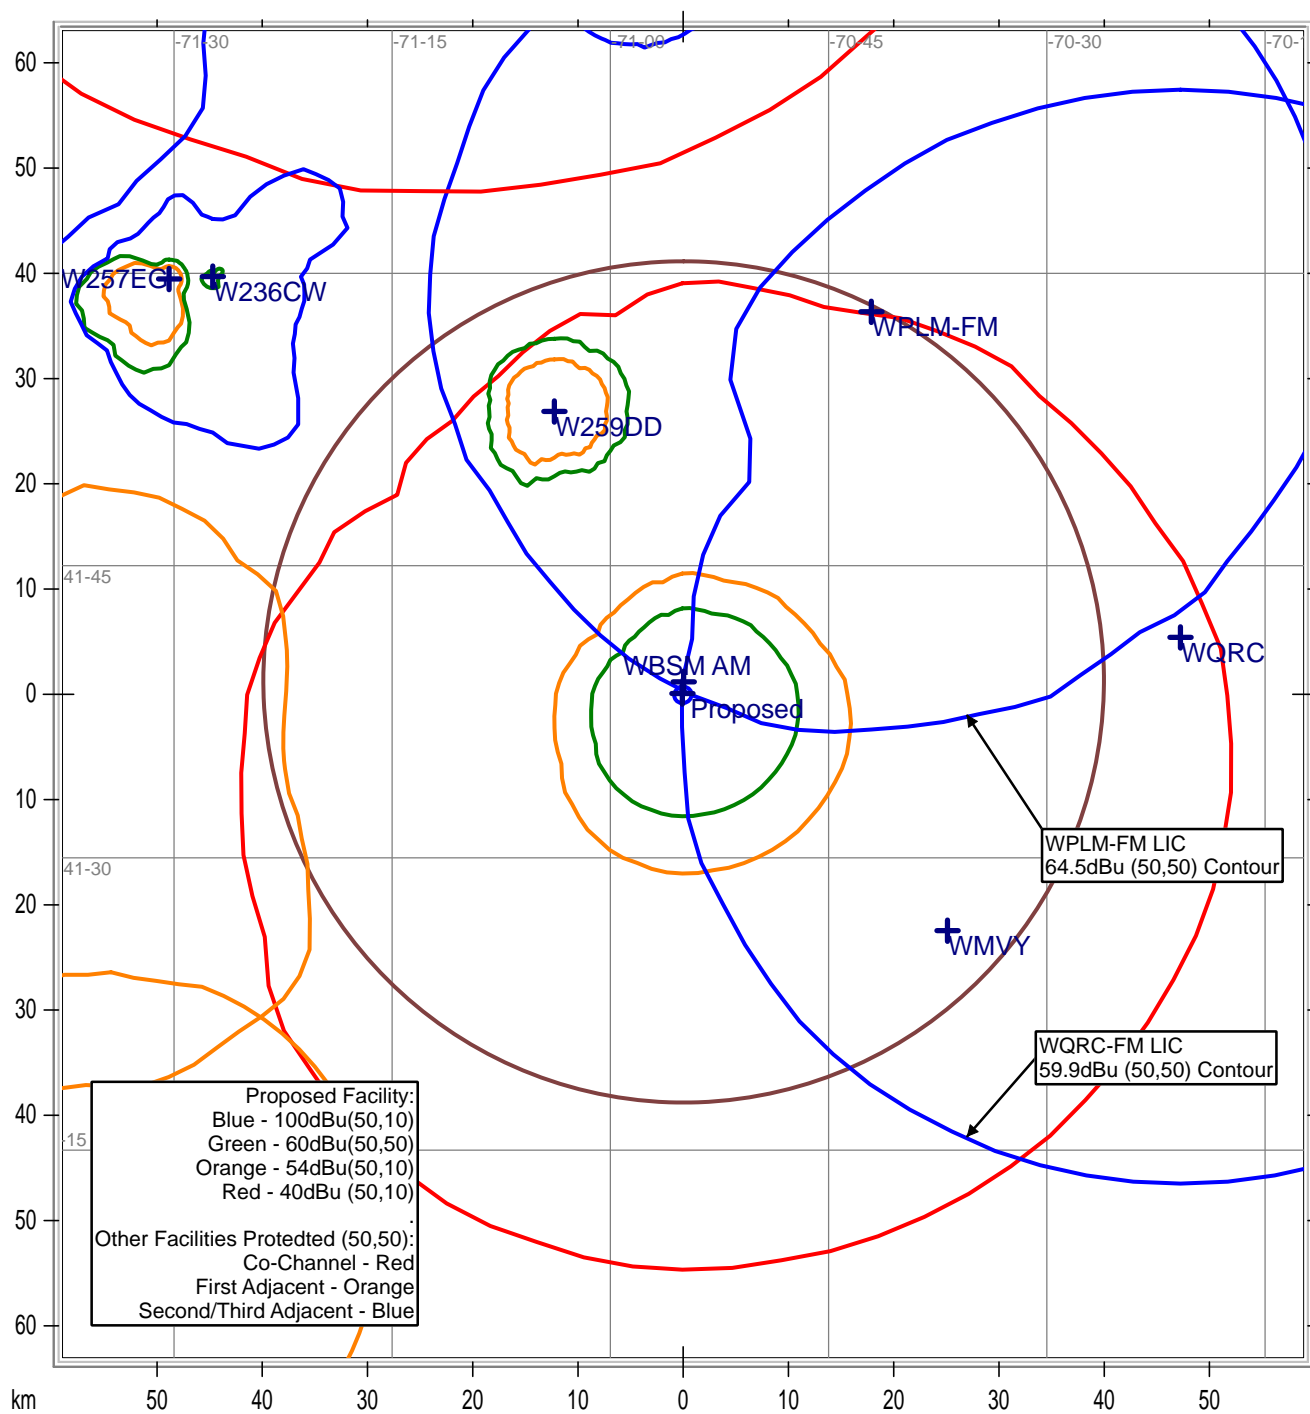 -71-30
-71-15
-71-00
-70-45
-70-30
60
50
40
30
20
10
0
10
20
30
40
50
60
W257EG
W236CW
WPLM-FM
W259DD
41-45
WBSM AM
Proposed
WQRC
WPLM-FM LIC
64.5dBu (50,50) Contour
41-30
WMVY
WQRC-FM LIC
59.9dBu (50,50) Contour
-15
Proposed Facility:
Blue - 100dBu(50,10)
Green - 60dBu(50,50)
Orange - 54dBu(50,10)
Red - 40dBu (50,10)
.
Other Facilities Protedted (50,50):
Co-Channel - Red
First Adjacent - Orange
Second/Third Adjacent - Blue
km
50
40
30
20
10
0
10
20
30
40
50